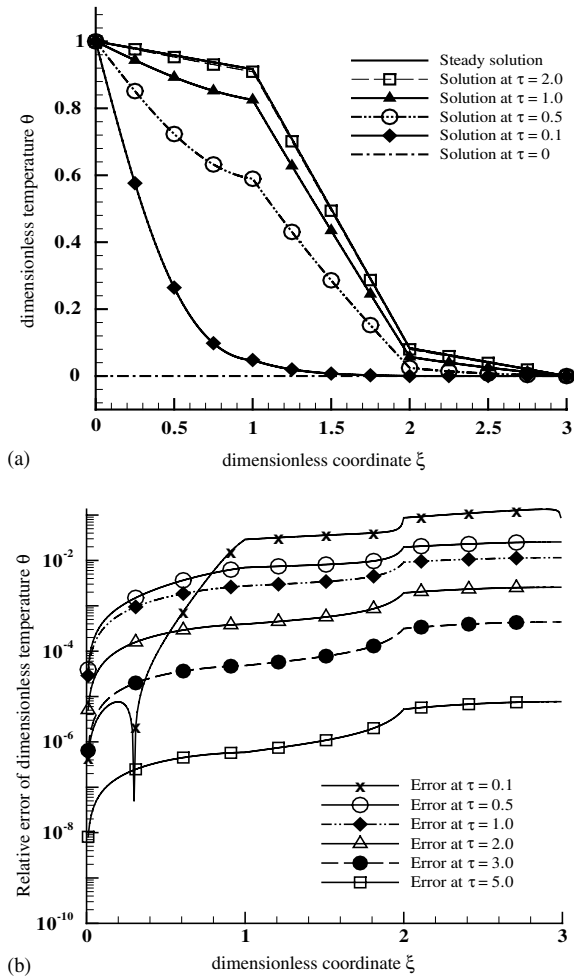 1
0.8
0.6
0.4
0.2
0
dimensionless temperature θ
Steady solution
Solution at τ = 2.0
Solution at τ = 1.0
Solution at τ = 0.5
Solution at τ = 0.1
Solution at τ = 0
0 0.5 1 1.5 2 2.5 3
(a)
dimensionless coordinate ξ
10-2
10-4
10-6
10-8
10-10
Relative error of dimensionless temperature θ
Error at τ = 0.1
Error at τ = 0.5
Error at τ = 1.0
Error at τ = 2.0
Error at τ = 3.0
Error at τ = 5.0
0 1 2 3
(b)
dimensionless coordinate ξ